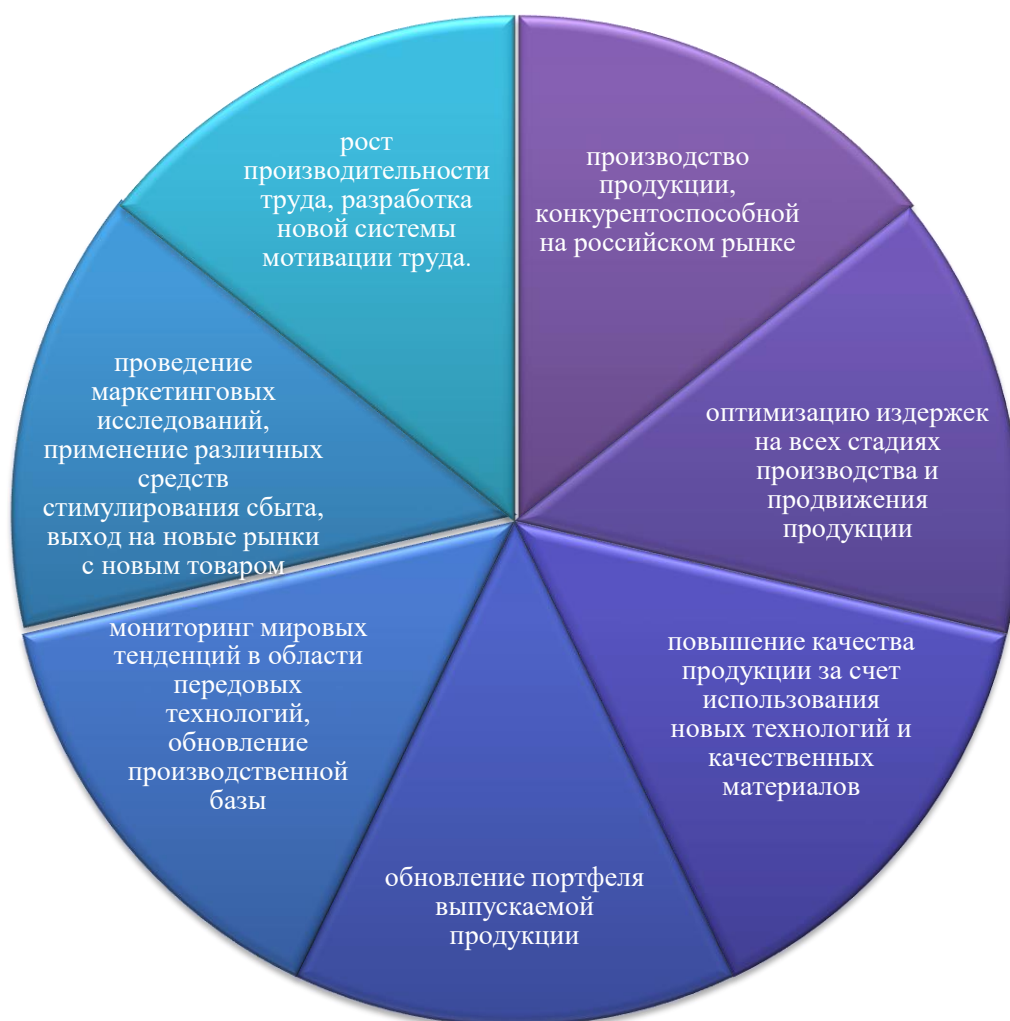 рост
производительности
труда, разработка
новой системы
мотивации труда.
производство
продукции,
конкурентоспособной
на российском рынке
оптимизацию издержек
на всех стадиях
производства и
продвижения
продукции
повышение качества
продукции за счет
использования
новых технологий и
качественных
материалов
обновление портфеля
выпускаемой
продукции
мониторинг мировых
тенденций в области
передовых
технологий,
обновление
производственной
базы
проведение
маркетинговых
исследований,
применение различных
средств
стимулирования сбыта,
выход на новые рынки
с новым товаром